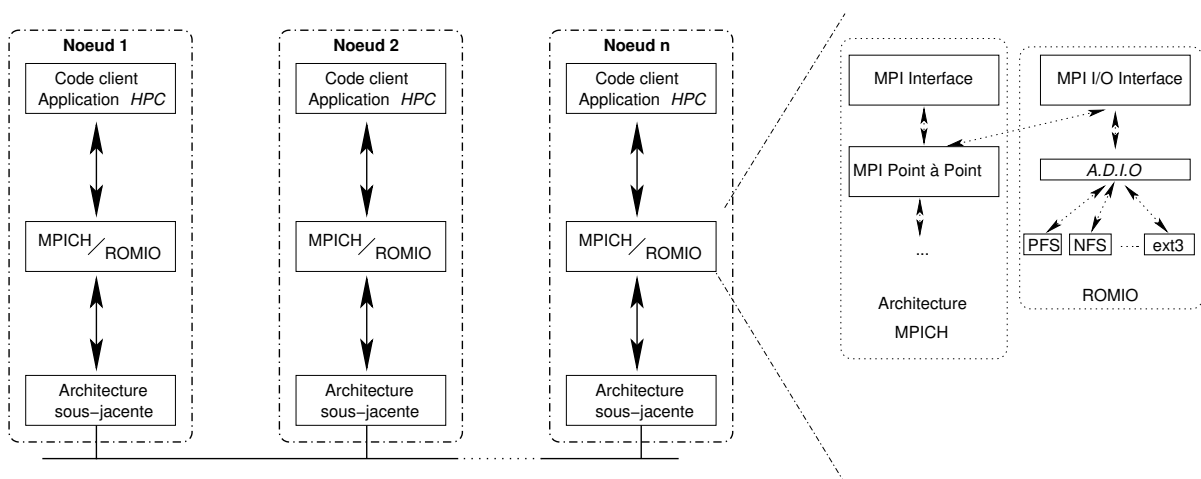 Noeud 1
Code client
Application HPC
MPICH/ROMIO
Architecture
sous-jacente
Noeud 2
Code client
Application HPC
MPICH/ROMIO
Architecture
sous-jacente
Noeud n
Code client
Application HPC
MPICH/ROMIO
Architecture
sous-jacente
MPI Interface
MPI Point à Point
...
Architecture
MPICH
MPI I/O Interface
A.D.I.O
PFS NFS ext3
ROMIO